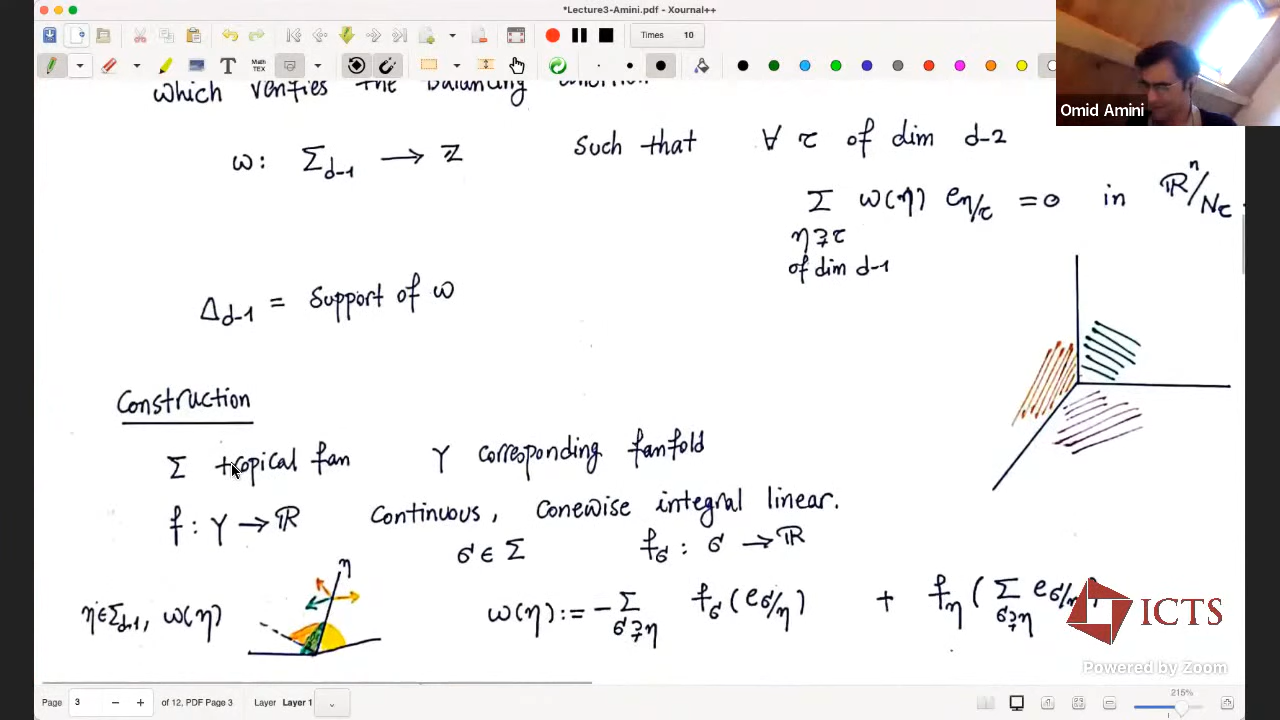 *Lecture3-Amini.pdf - Xournal++
Times 10
Omid Amini
which verifies the balancing condition
ω: Σ_{d-1} → ℤ such that ∀ τ of dim d-2
Σ ω(η) e_{η/τ} = 0 in ℝⁿ/N_τ
η ⊋ τ
of dim d-1
Δ_{d-1} = Support of ω
Construction
Σ tropical fan Y corresponding fanfold
f : Y → ℝ Continuous, conewise integral linear.
σ ∈ Σ f_σ : σ → ℝ
η
η ∈ Σ_{d-1}, ω(η) ω(η) := - Σ f_σ (e_{σ/η}) + f_η ( Σ e_{σ/η} )
σ ⊋ η σ ⊋ η
ICTS
Powered by Zoom
Page 3 of 12, PDF Page 3 Layer Layer 1 215%